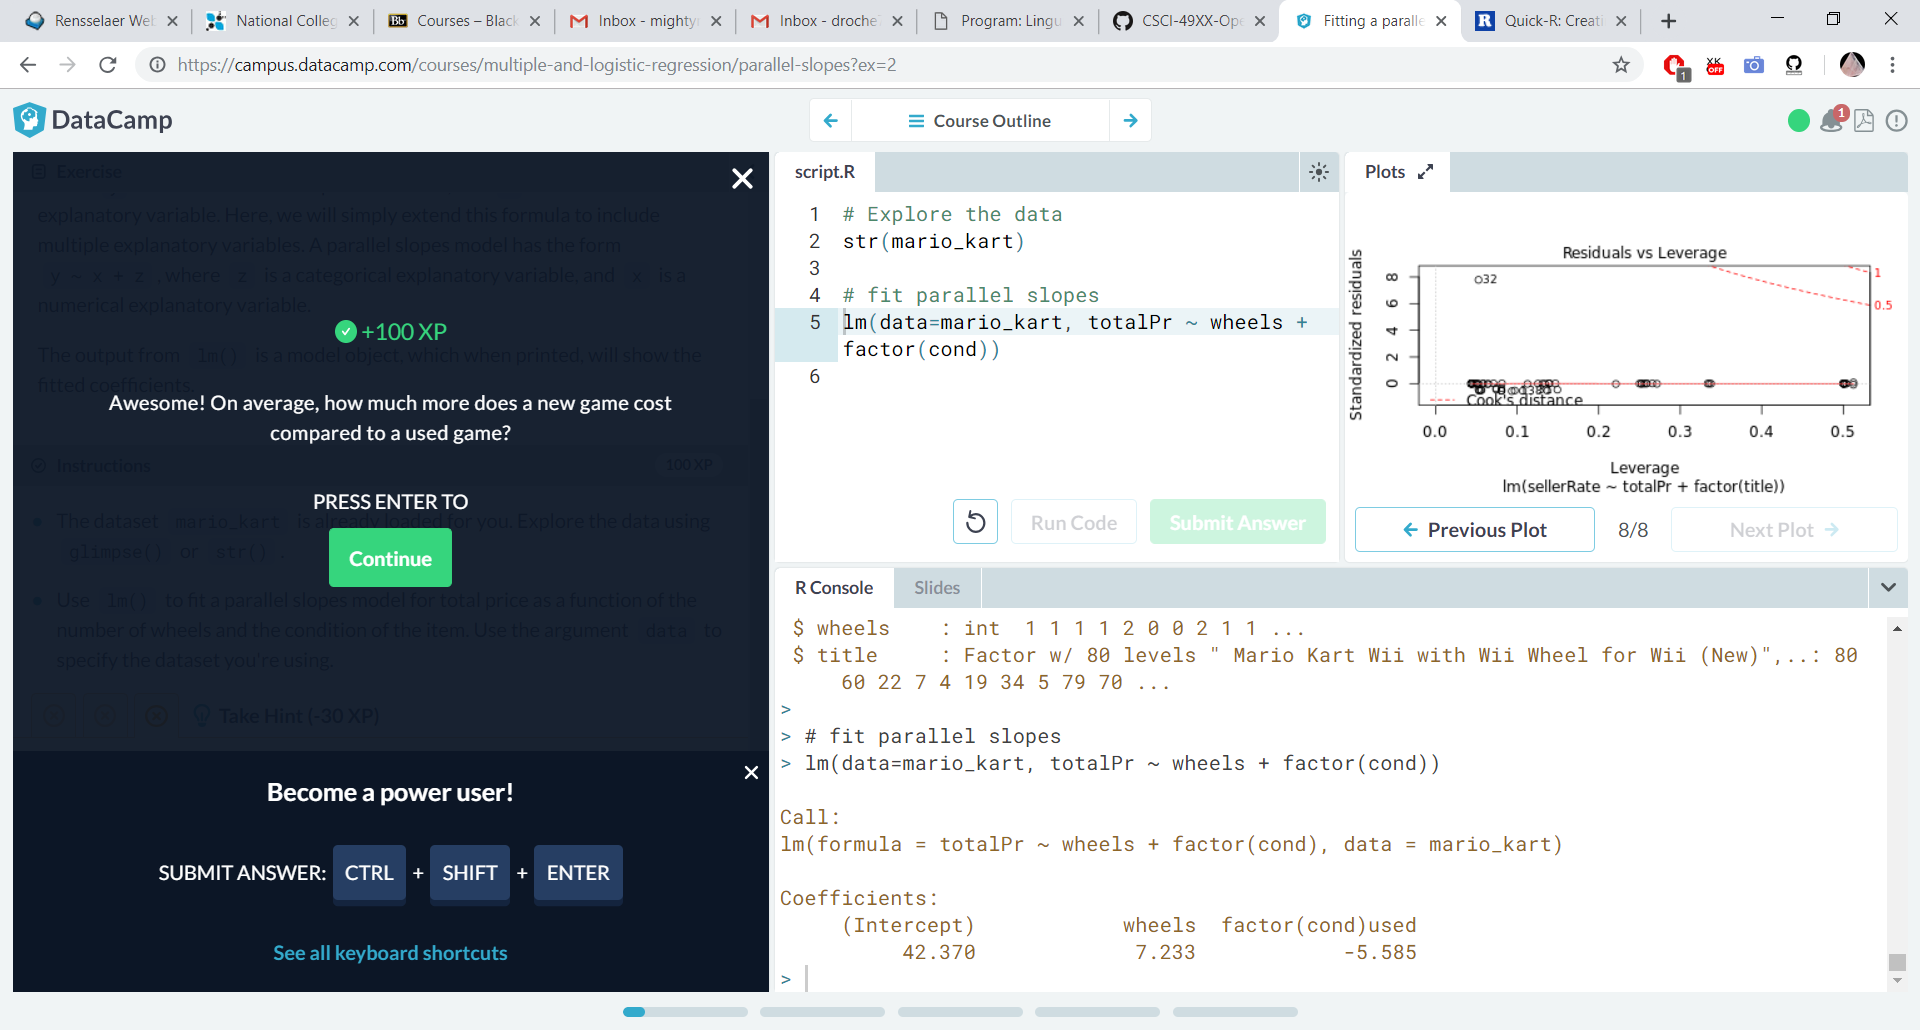 Rensselaer Web
National Colleg
Courses – Black
Inbox - mighty
Inbox - droche
Program: Lingu
CSCI-49XX-Ope
Fitting a paralle
Quick-R: Creati
https://campus.datacamp.com/courses/multiple-and-logistic-regression/parallel-slopes?ex=2
1
XK
OFF
DataCamp
Course Outline
1
Exercise
explanatory variable. Here, we will simply extend this formula to include
multiple explanatory variables. A parallel slopes model has the form
y ~ x + z , where z is a categorical explanatory variable, and x is a
numerical explanatory variable.
+100 XP
The output from lm() is a model object, which when printed, will show the
fitted coefficients.
Awesome! On average, how much more does a new game cost
compared to a used game?
Instructions
100 XP
PRESS ENTER TO
The dataset mario_kart is already loaded for you. Explore the data using
glimpse() or str().
Continue
Use lm() to fit a parallel slopes model for total price as a function of the
number of wheels and the condition of the item. Use the argument data to
specify the dataset you're using.
Take Hint (-30 XP)
Become a power user!
SUBMIT ANSWER: CTRL + SHIFT + ENTER
See all keyboard shortcuts
script.R
1 # Explore the data
2 str(mario_kart)
3
4 # fit parallel slopes
5 lm(data=mario_kart, totalPr ~ wheels +
factor(cond))
6
Run Code
Submit Answer
Plots
Residuals vs Leverage
Standardized residuals
8
6
4
2
0
32
1
0.5
Cook's distance
0.0 0.1 0.2 0.3 0.4 0.5
Leverage
lm(sellerRate ~ totalPr + factor(title))
Previous Plot
8/8
Next Plot
R Console
Slides
$ wheels : int 1 1 1 1 2 0 0 2 1 1 ...
$ title : Factor w/ 80 levels " Mario Kart Wii with Wii Wheel for Wii (New)",..: 80
60 22 7 4 19 34 5 79 70 ...
>
> # fit parallel slopes
> lm(data=mario_kart, totalPr ~ wheels + factor(cond))
Call:
lm(formula = totalPr ~ wheels + factor(cond), data = mario_kart)
Coefficients:
(Intercept) wheels factor(cond)used
42.370 7.233 -5.585
>